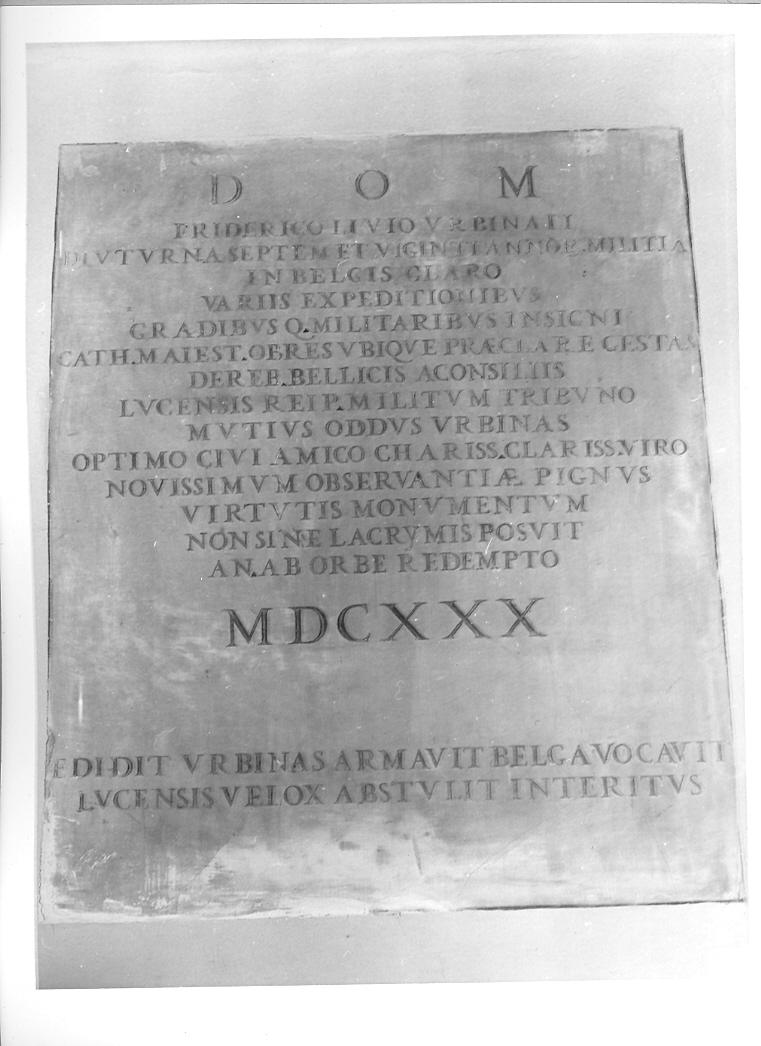 D O M
FRIDERICO LIVIO VRBINATI
DIVTVRNA SEPTEM ET VIGINTI ANNOR. MILITIA
IN BELGIS CLARO
VARIIS EXPEDITIONIBVS
GRADIBVS Q. MILITARIBVS INSIGNI
CATH. MAIEST. OB RES VBIQVE PRÆCLARE GESTAS
DE REB. BELLICIS A CONSILIIS
LVCENSIS REIP. MILITVM TRIBVNO
MVTIVS ODDVS VRBINAS
OPTIMO CIVI AMICO CHARISS. CLARISS. VIRO
NOVISSIMVM OBSERVANTIÆ PIGNVS
VIRTVTIS MONVMENTVM
NON SINE LACRYMIS POSVIT
AN. AB ORBE REDEMPTO
MDCXXX
EDIDIT VRBINAS ARMAVIT BELGA VOCAVIT
LVCENSIS VELOX ABSTVLIT INTERITVS